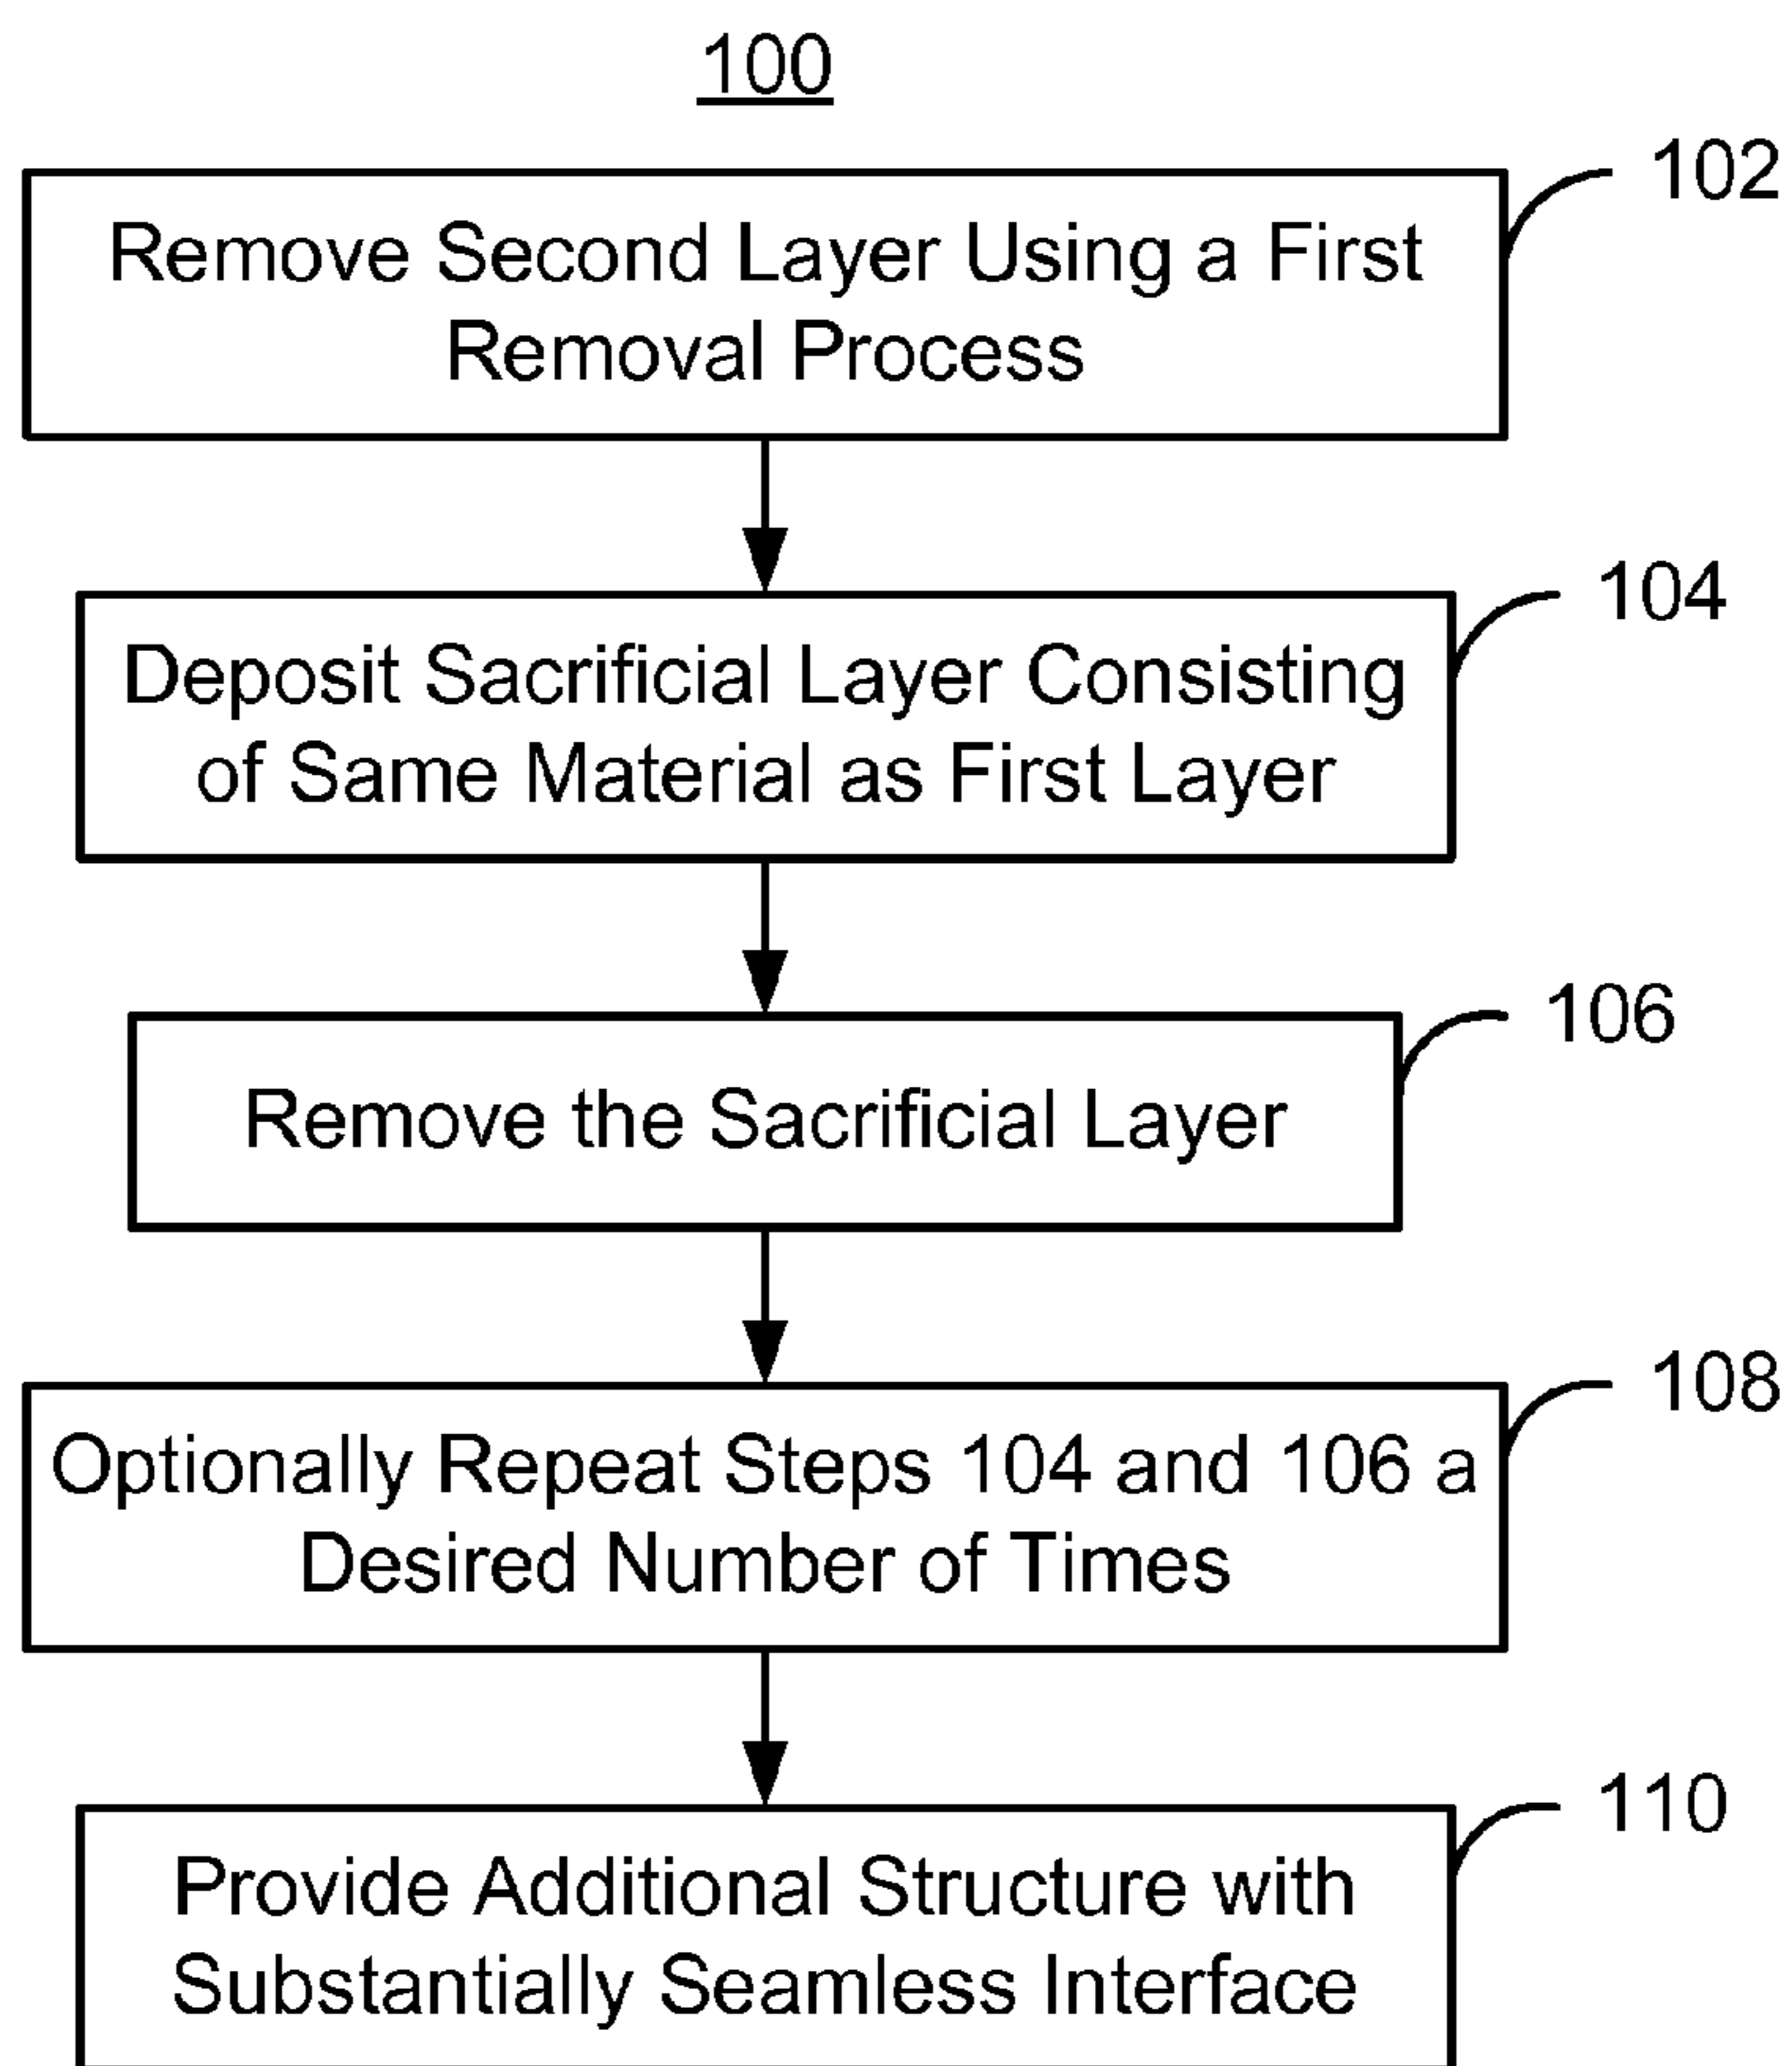 100
102
Remove Second Layer Using a First
Removal Process
104
Deposit Sacrificial Layer Consisting
of Same Material as First Layer
106
Remove the Sacrificial Layer
108
Optionally Repeat Steps 104 and 106 a
Desired Number of Times
110
Provide Additional Structure with
Substantially Seamless Interface